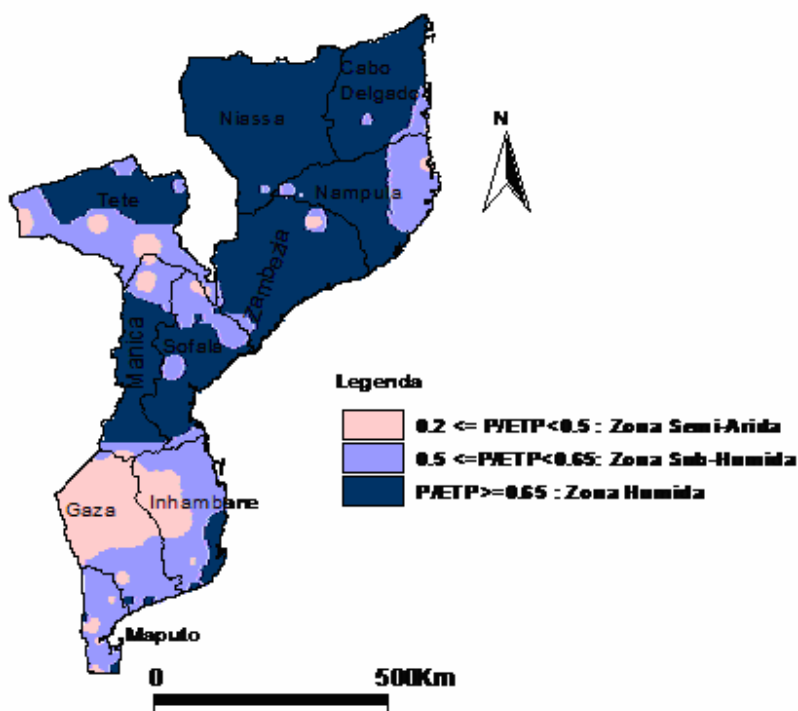 Cabo
Delgado
Niassa
N
Nampula
Tete
Zambezia
Manica
Sofala
Legenda
0.2 <= P/ETP<0.5 : Zona Semi-Arida
0.5 <=P/ETP<0.65: Zona Sub-Humida
P/ETP>=0.65 : Zona Humida
Gaza
Inhambane
Maputo
0 500Km